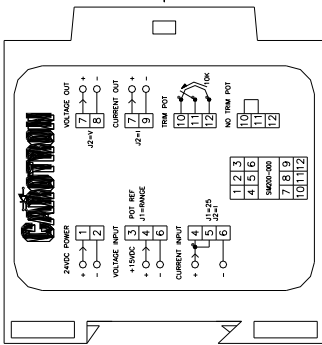 CAROTRON
24VDC POWER
+
1
-
2
VOLTAGE INPUT
+15VDC
3
POT REF
+
4
J1=RANGE
-
6
CURRENT INPUT
+
4
J1=25
5
J2=I
-
6
VOLTAGE OUT
7
+
8
-
J2=V
CURRENT OUT
7
+
9
-
J2=I
TRIM POT
10
11
12
10K
NO TRIM POT
10
11
12
1 2 3
4 5 6
SM200-000
7 8 9
10 11 12